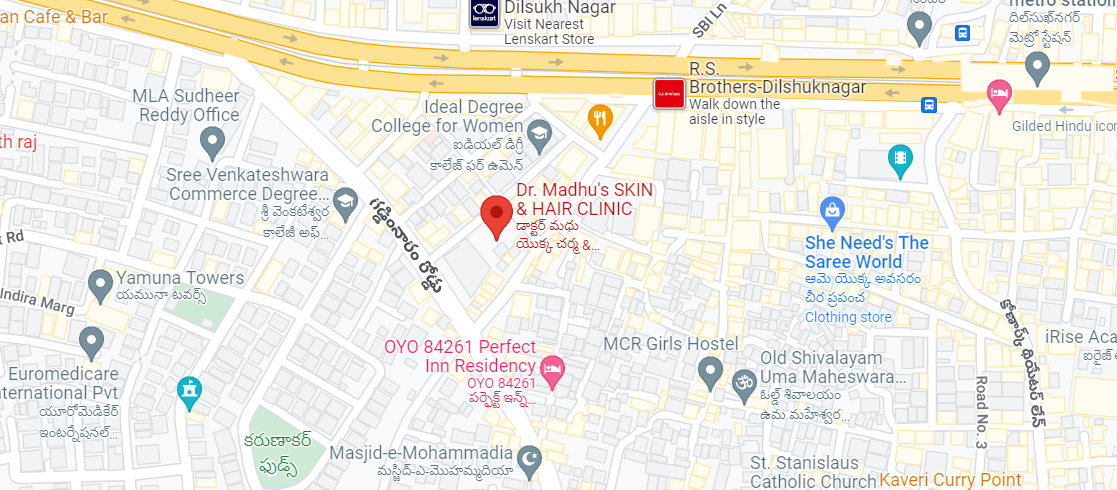 an Cafe & Bar
Dilsukh Nagar
Visit Nearest
Lenskart Store
lenskart
SBI Ln
metro station
దిల్‌సుఖ్‌నగర్
మెట్రో స్టేషన్
R.S.
Brothers-Dilshuknagar
Walk down the
aisle in style
MLA Sudheer
Reddy Office
Ideal Degree
College for Women
ఐడియల్ డిగ్రీ
కాలేజ్ ఫర్ ఉమెన్
Gilded Hindu icon
th raj
Sree Venkateshwara
Commerce Degree...
శ్రీ వెంకటేశ్వర
కాలేజీ అఫ్...
గడ్డిఅన్నారం రోడ్డు
Dr. Madhu's SKIN
& HAIR CLINIC
డాక్టర్ మధు
యొక్క చర్మ &...
She Need's The
Saree World
ఆమె యొక్క అవసరం
చీర ప్రపంచ
Clothing store
t Rd
Indira Marg
Yamuna Towers
యమునా టవర్స్
కోణార్క్ థియేటర్ లేన్
iRise Aca
OYO 84261 Perfect
Inn Residency
OYO 84261
పర్ఫెక్ట్ ఇన్న్...
MCR Girls Hostel
Old Shivalayam
Uma Maheswara...
ఓల్డ్ శివాలయం
ఉమ మహేశ్వర...
Road No. 3
Euromedicare
nternational Pvt
యూరోమెడికేర్
ఇంటర్నేషనల్...
కరుణాకర్
ఫుడ్స్
Masjid-e-Mohammadia
మస్జిద్-ఎ-మొహమ్మదియా
St. Stanislaus
Catholic Church
Kaveri Curry Point